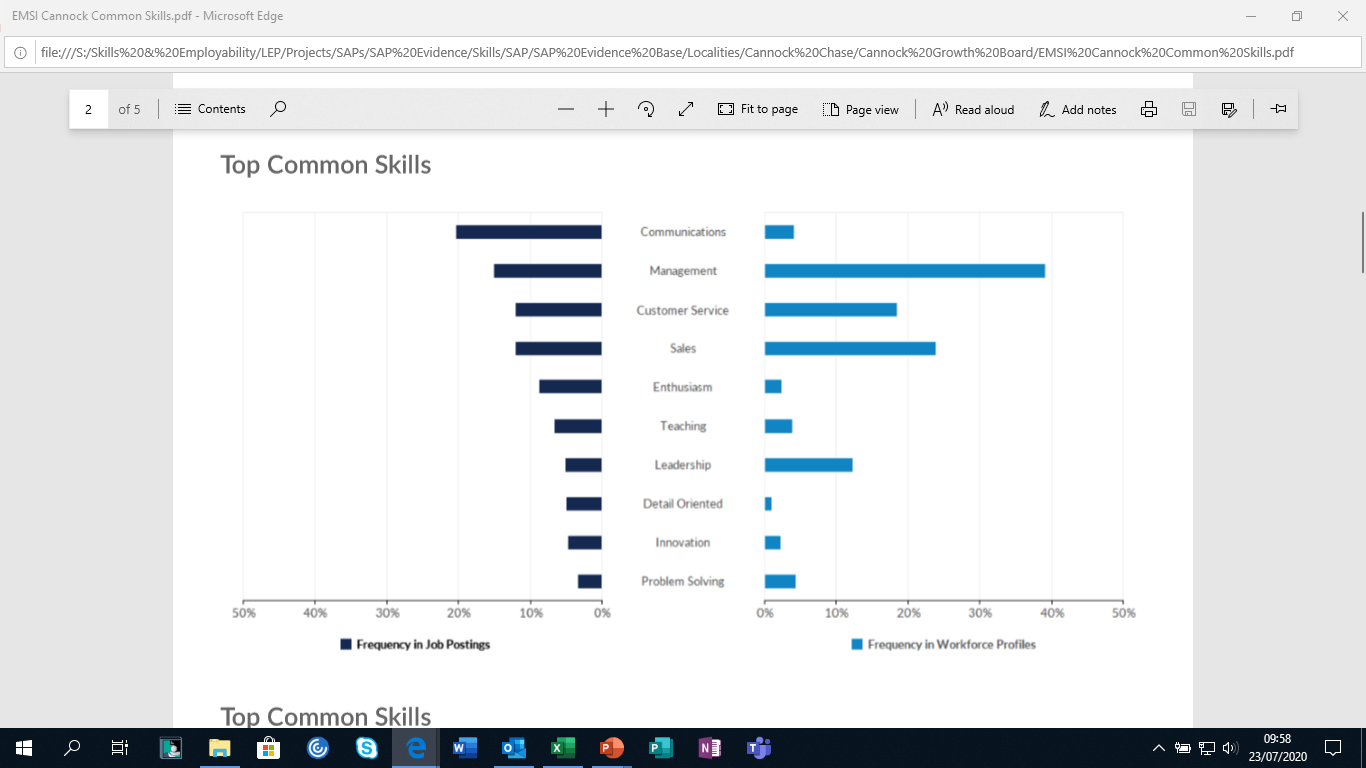 EMSI Cannock Common Skills.pdf - Microsoft Edge
file:///S:/Skills%20&%20Employability/LEP/Projects/SAPs/SAP%20Evidence/Skills/SAP/SAP%20Evidence%20Base/Localities/Cannock%20Chase/Cannock%20Growth%20Board/EMSI%20Cannock%20Common%20Skills.pdf
2 of 5 Contents Fit to page Page view Read aloud Add notes
Top Common Skills
Communications
Management
Customer Service
Sales
Enthusiasm
Teaching
Leadership
Detail Oriented
Innovation
Problem Solving
50% 40% 30% 20% 10% 0% 0% 10% 20% 30% 40% 50%
Frequency in Job Postings Frequency in Workforce Profiles
Top Common Skills
09:58
23/07/2020